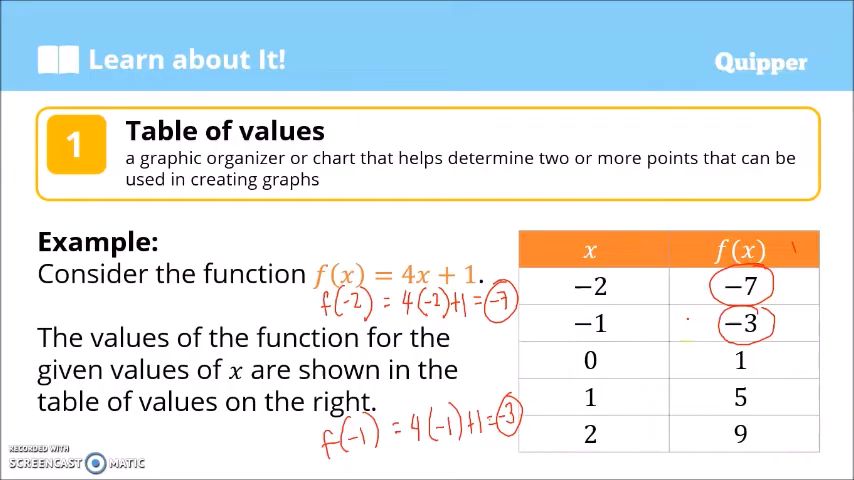 Learn about It!
Quipper
1
Table of values
a graphic organizer or chart that helps determine two or more points that can be
used in creating graphs
Example:
Consider the function f(x) = 4x + 1.
f(-2) = 4(-2)+1 = -7
The values of the function for the
given values of x are shown in the
table of values on the right.
f(-1) = 4(-1)+1 = -3
x f(x)
−2 −7
−1 −3
0 1
1 5
2 9
RECORDED WITH
SCREENCAST MATIC